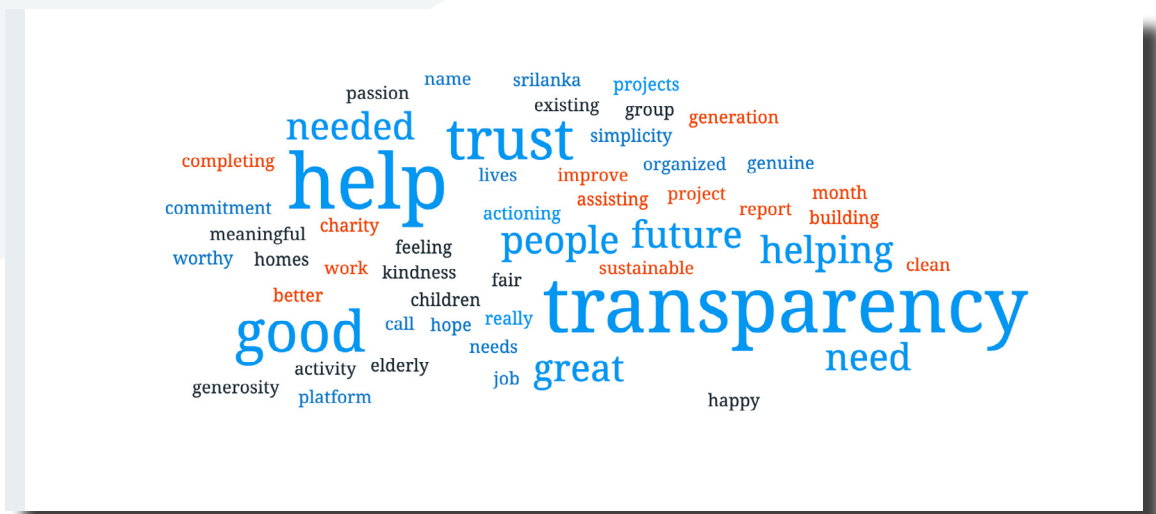 name srilanka projects
passion existing group generation
needed trust simplicity
completing help lives improve organized genuine
commitment charity actioning assisting project report month building
meaningful feeling people future helping
worthy homes work kindness fair sustainable clean
better children transparency
good call hope really needs need
activity elderly job great
generosity platform happy